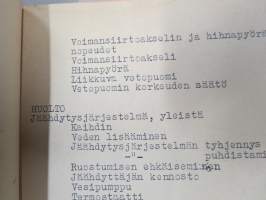 Voimansiirtoakselin ja hihnapyörä
nopeudet
Voimansiirtoakseli
Hihnapyörä
Liikkuva vetopuomi
Vetopuomin korkeuden säätö
HUOLTO
Jäähdytysjärjestelmä, yleistä
Kaihdin
Veden lisääminen
Jäähdytysjärjestelmän tyhjennys
-"- puhdistami
Ruostumisen ehkäiseminen
Jäähdyttäjän kennosto
Vesipumppu
Termostaatti